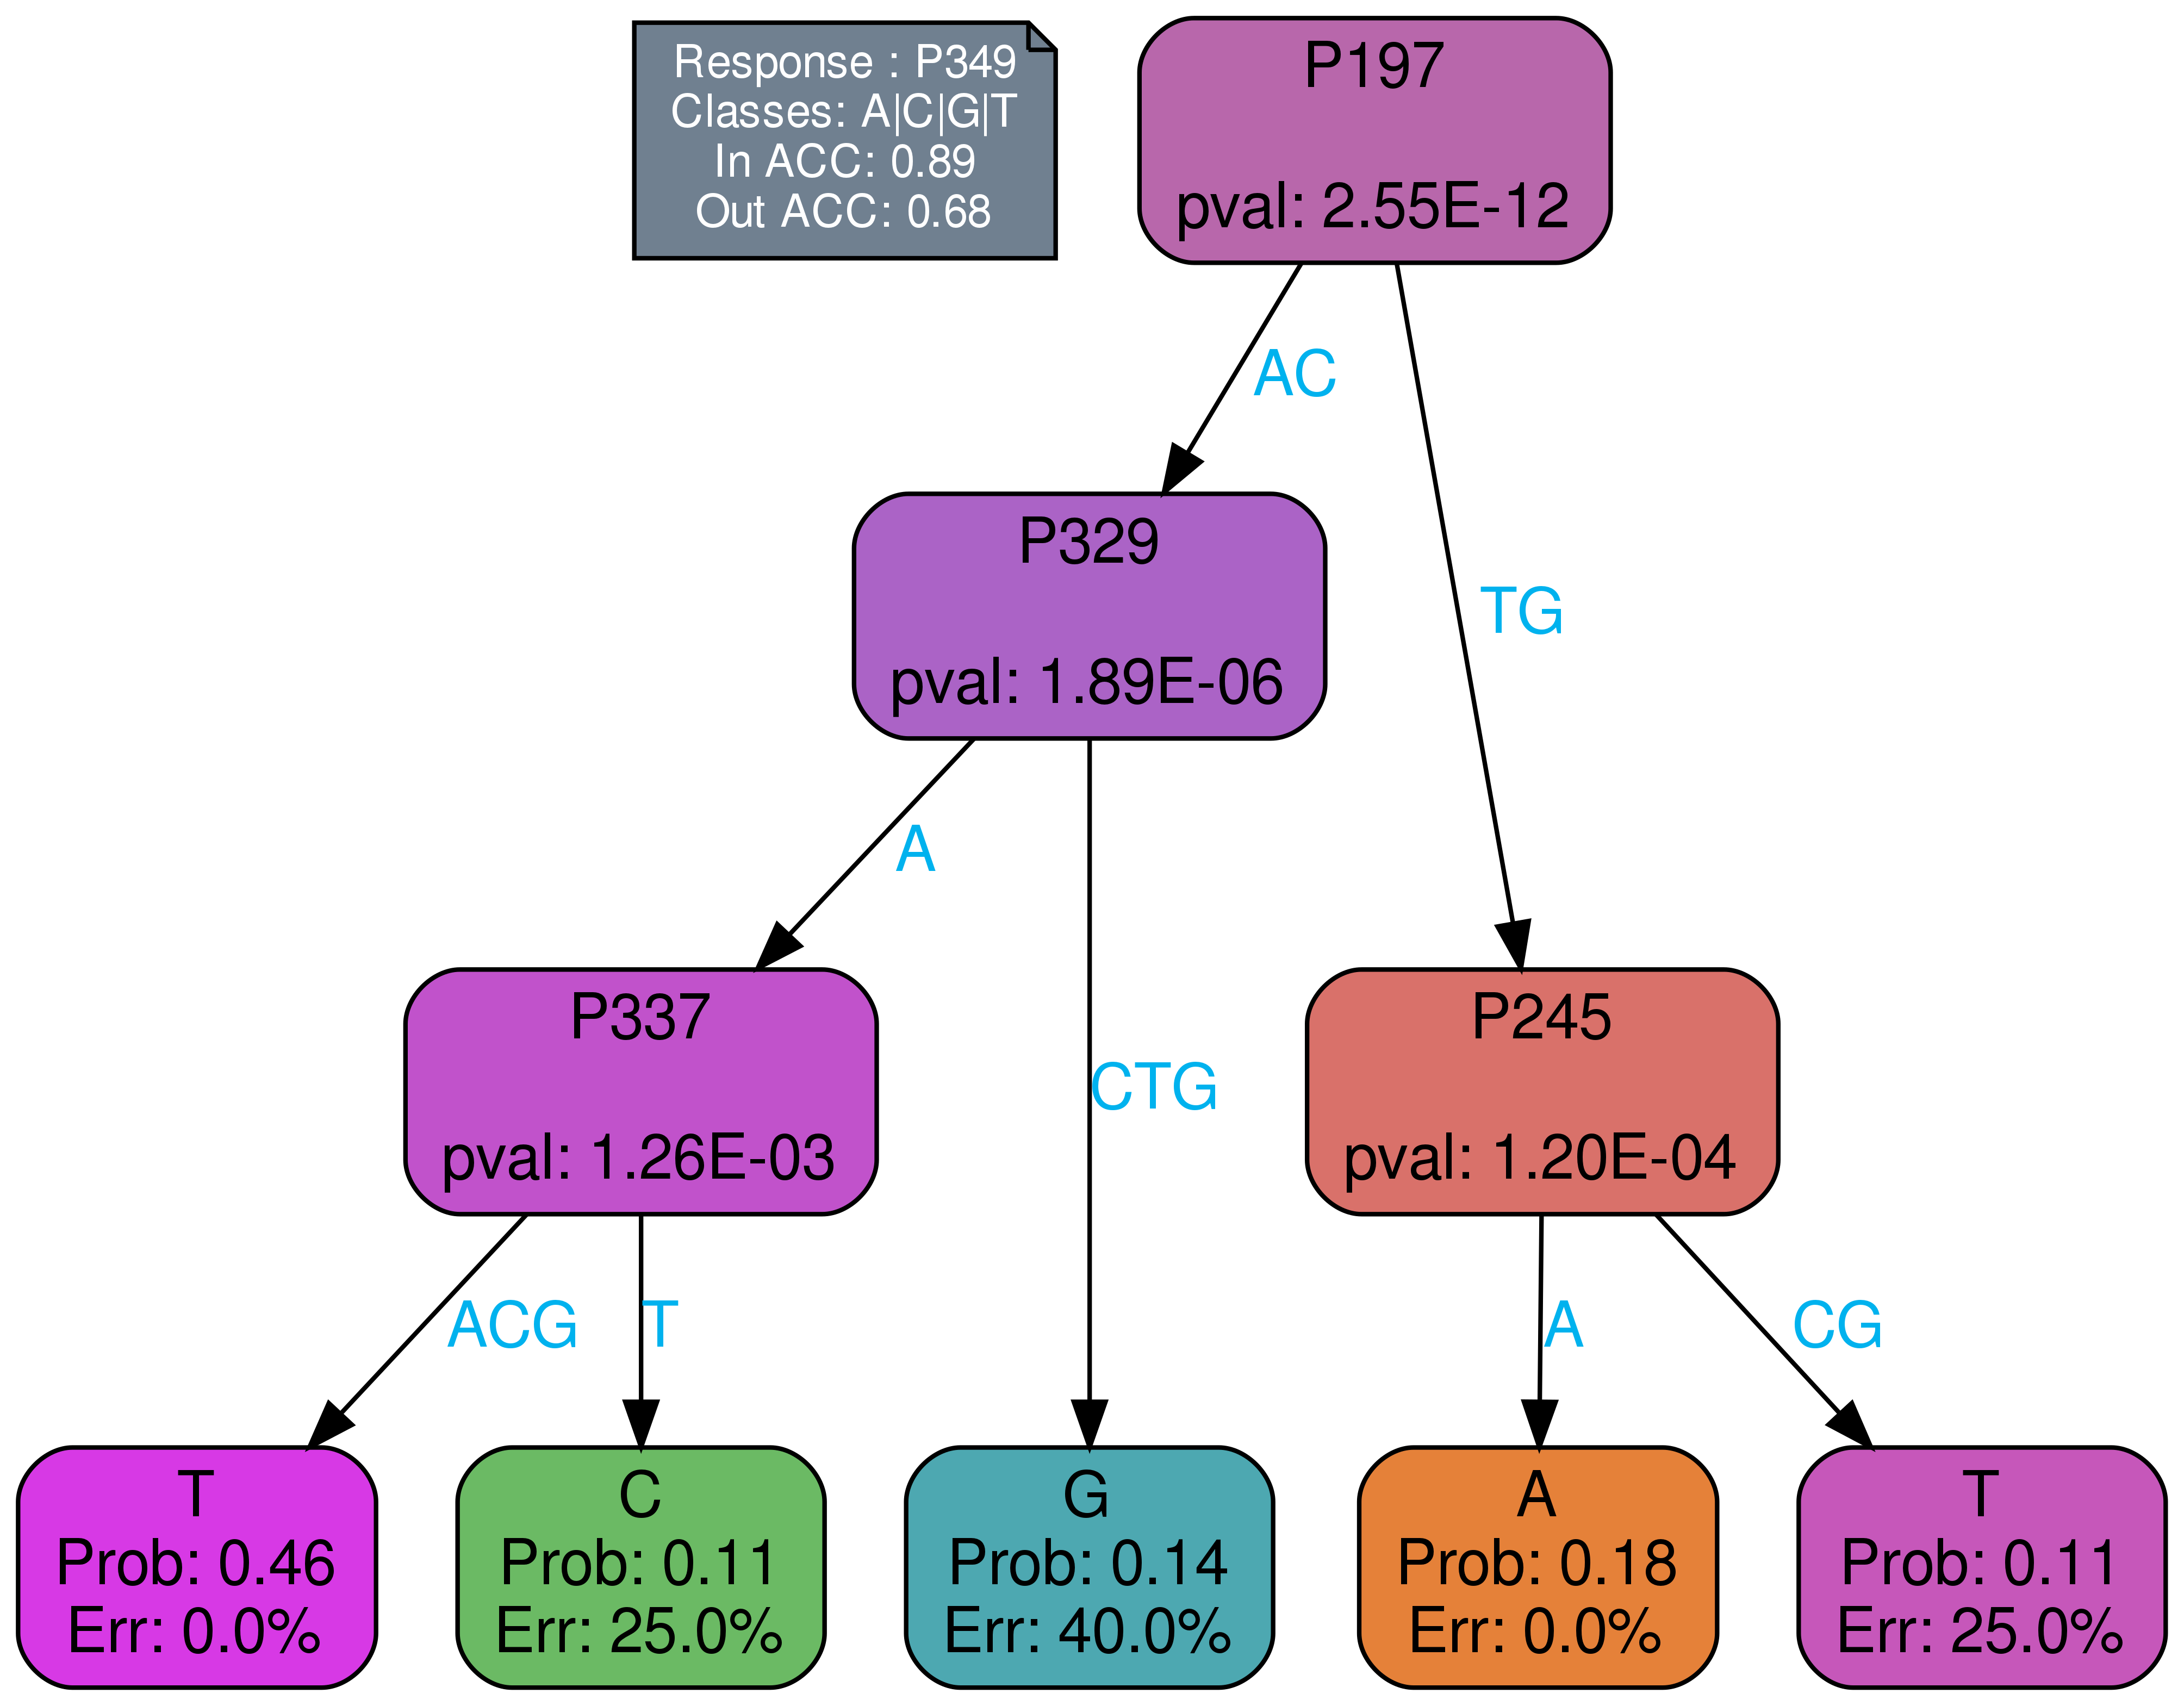 Response : P349
Classes: A|C|G|T
In ACC: 0.89
Out ACC: 0.68
P197
pval: 2.55E-12
AC
TG
P329
pval: 1.89E-06
A
CTG
P337
pval: 1.26E-03
P245
pval: 1.20E-04
ACG
T
A
CG
T
Prob: 0.46
Err: 0.0%
C
Prob: 0.11
Err: 25.0%
G
Prob: 0.14
Err: 40.0%
A
Prob: 0.18
Err: 0.0%
T
Prob: 0.11
Err: 25.0%